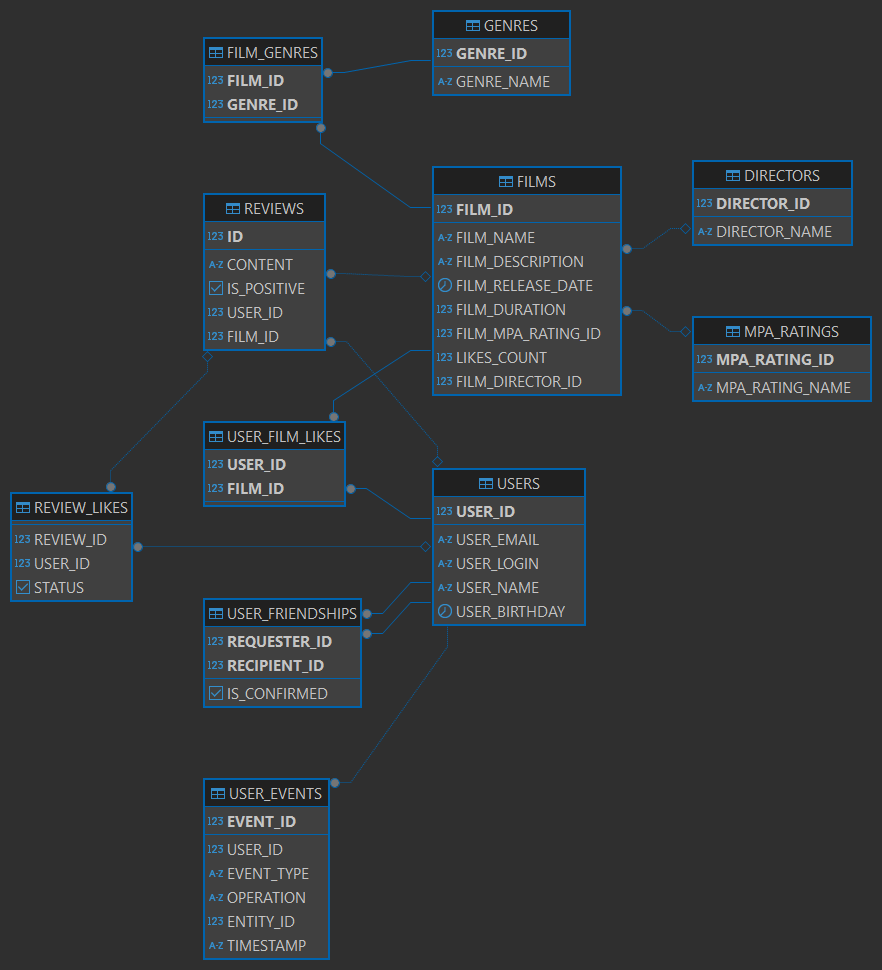 GENRES
123 GENRE_ID
A-Z GENRE_NAME
FILM_GENRES
123 FILM_ID
123 GENRE_ID
FILMS
123 FILM_ID
A-Z FILM_NAME
A-Z FILM_DESCRIPTION
FILM_RELEASE_DATE
123 FILM_DURATION
123 FILM_MPA_RATING_ID
123 LIKES_COUNT
123 FILM_DIRECTOR_ID
DIRECTORS
123 DIRECTOR_ID
A-Z DIRECTOR_NAME
REVIEWS
123 ID
A-Z CONTENT
IS_POSITIVE
123 USER_ID
123 FILM_ID
MPA_RATINGS
123 MPA_RATING_ID
A-Z MPA_RATING_NAME
USER_FILM_LIKES
123 USER_ID
123 FILM_ID
USERS
123 USER_ID
A-Z USER_EMAIL
A-Z USER_LOGIN
A-Z USER_NAME
USER_BIRTHDAY
REVIEW_LIKES
123 REVIEW_ID
123 USER_ID
STATUS
USER_FRIENDSHIPS
123 REQUESTER_ID
123 RECIPIENT_ID
IS_CONFIRMED
USER_EVENTS
123 EVENT_ID
123 USER_ID
A-Z EVENT_TYPE
A-Z OPERATION
123 ENTITY_ID
A-Z TIMESTAMP